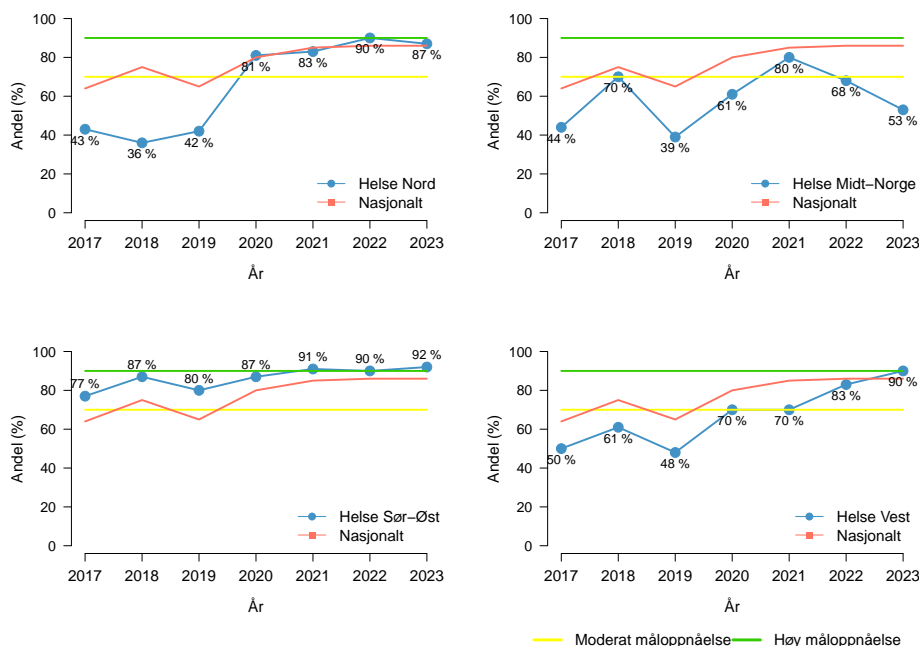 100
80
60
40
20
0
Andel (%)
43 %
36 %
42 %
81 %
83 %
90 %
87 %
Helse Nord
Nasjonalt
2017 2018 2019 2020 2021 2022 2023
År
100
80
60
40
20
0
Andel (%)
44 %
70 %
39 %
61 %
80 %
68 %
53 %
Helse Midt−Norge
Nasjonalt
2017 2018 2019 2020 2021 2022 2023
År
100
80
60
40
20
0
Andel (%)
77 %
87 %
80 %
87 %
91 %
90 %
92 %
Helse Sør−Øst
Nasjonalt
2017 2018 2019 2020 2021 2022 2023
År
100
80
60
40
20
0
Andel (%)
50 %
61 %
48 %
70 %
70 %
83 %
90 %
Helse Vest
Nasjonalt
2017 2018 2019 2020 2021 2022 2023
År
Moderat måloppnåelse Høy måloppnåelse